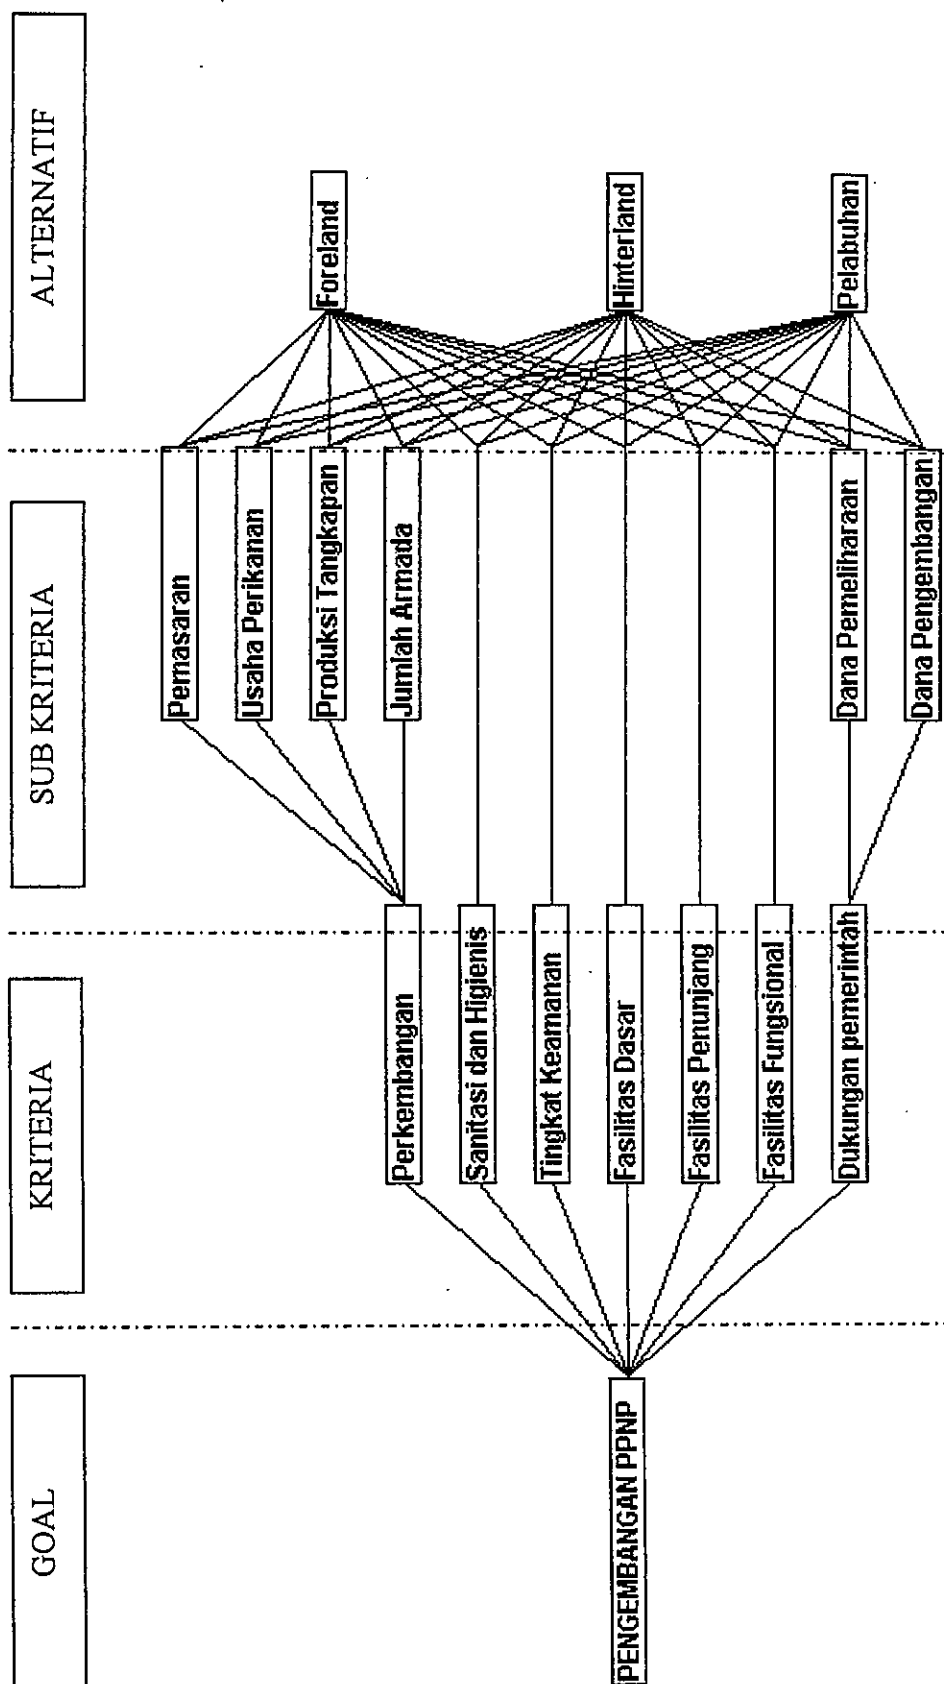 GOAL
KRITERIA
SUB KRITERIA
ALTERNATIF
PENGEMBANGAN PPNP
Perkembangan
Sanitasi dan Higienis
Tingkat Keamanan
Fasilitas Dasar
Fasilitas Penunjang
Fasilitas Fungsional
Dukungan pemerintah
Pemasaran
Usaha Perikanan
Produksi Tangkapan
Jumlah Armada
Dana Pemeliharaan
Dana Pengembangan
Foreland
Hinterland
Pelabuhan